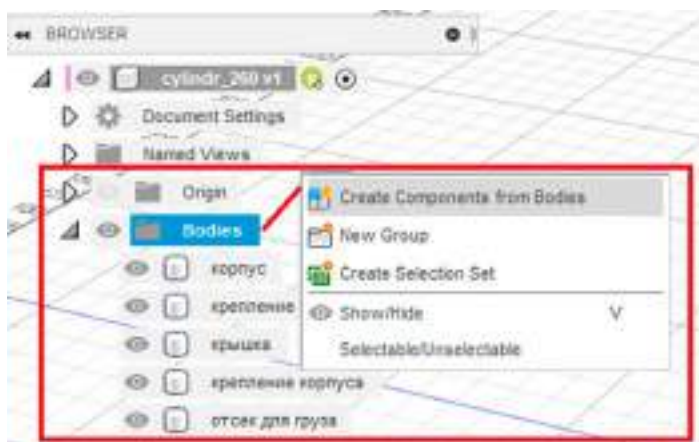 BROWSER
cylindr_260 v1
Document Settings
Named Views
Origin
Bodies
Create Components from Bodies
New Group
Create Selection Set
Show/Hide V
Selectable/Unselectable
корпус
крепление
крышка
крепление корпуса
отсек для груза